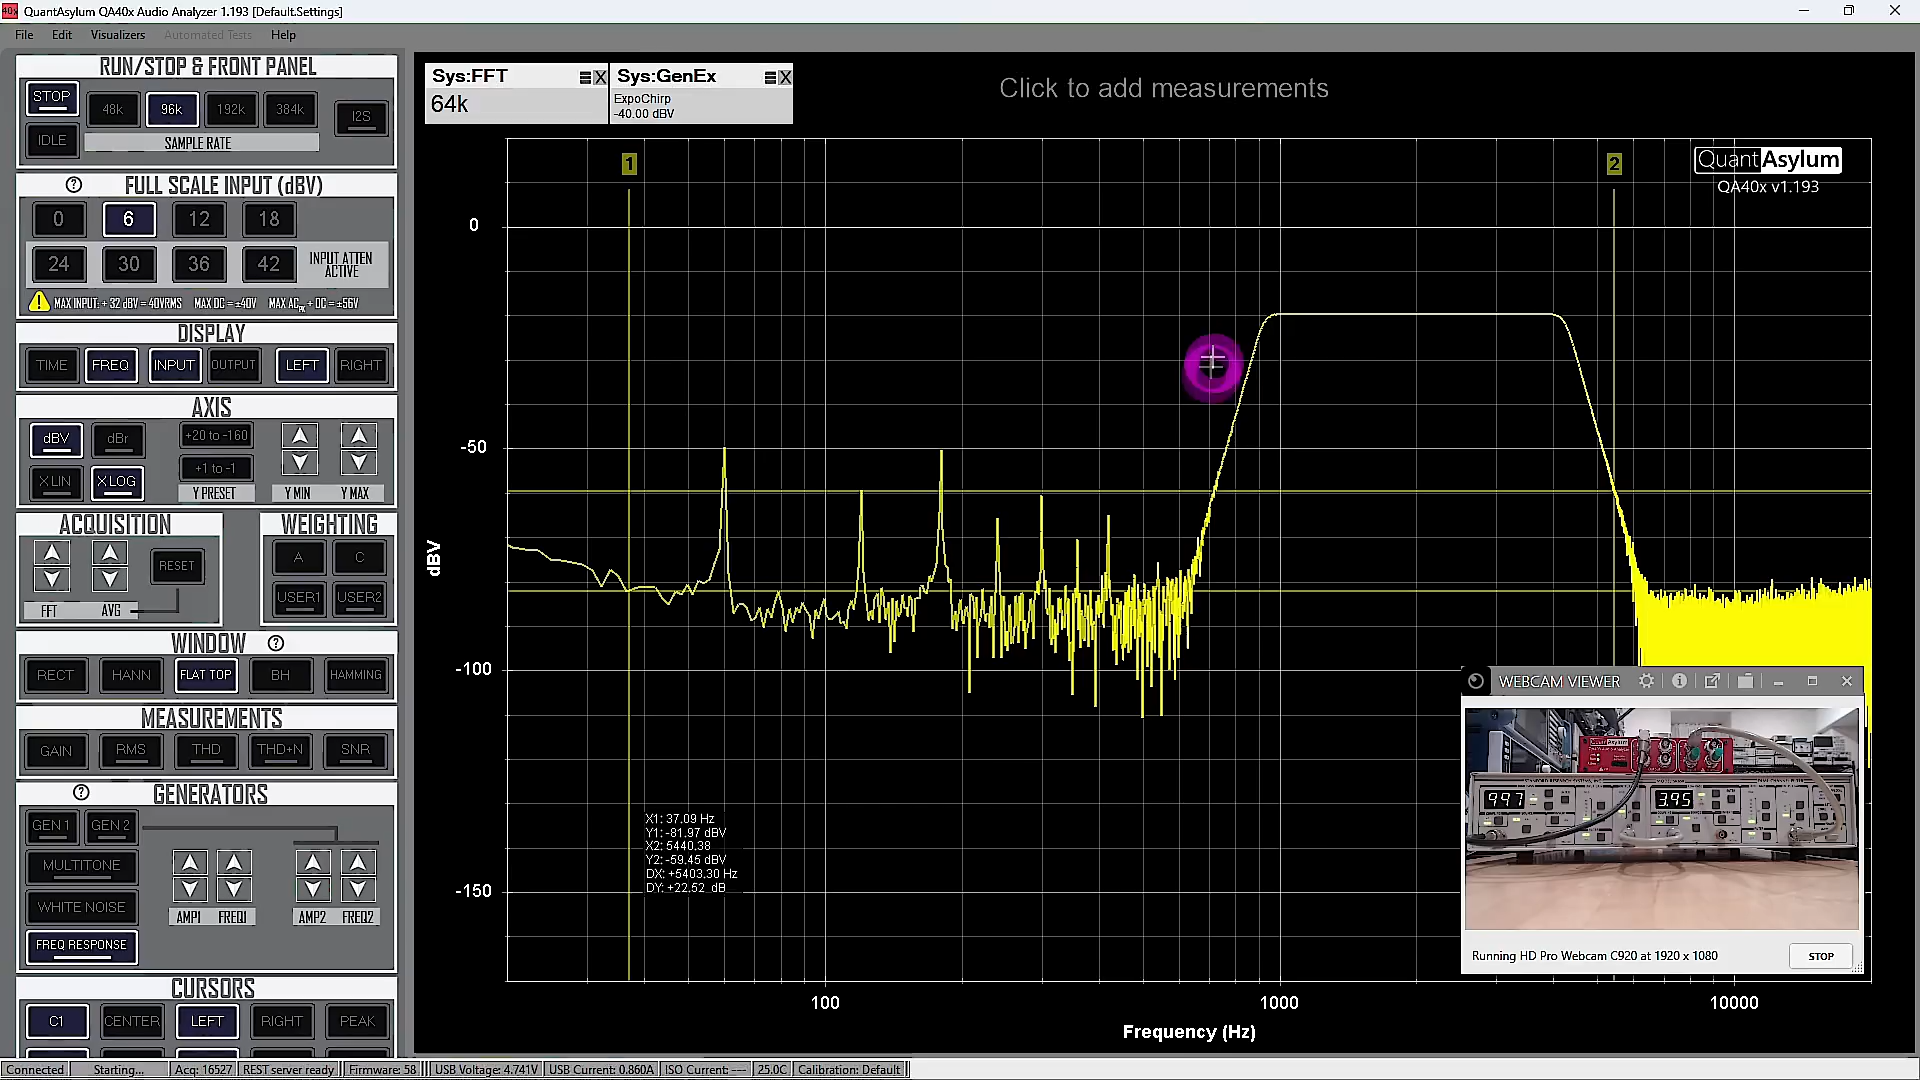 QuantAsylum QA40x Audio Analyzer 1.193 [Default.Settings]
File Edit Visualizers Automated Tests Help
RUN/STOP & FRONT PANEL
STOP 48k 96k 192k 384k I2S
IDLE SAMPLE RATE
FULL SCALE INPUT (dBV)
0 6 12 18
24 30 36 42 INPUT ATTEN ACTIVE
MAX INPUT: + 32 dBV = 40VRMS MAX DC = ±40V MAX ACPK + DC = ±56V
DISPLAY
TIME FREQ INPUT OUTPUT LEFT RIGHT
AXIS
dBV dBr +20 to -160
XLIN XLOG +1 to -1
Y PRESET Y MIN Y MAX
ACQUISITION WEIGHTING
RESET A C
FFT AVG USER1 USER2
WINDOW
RECT HANN FLAT TOP BH HAMMING
MEASUREMENTS
GAIN RMS THD THD+N SNR
GENERATORS
GEN 1 GEN 2
MULTITONE
WHITE NOISE
AMP1 FREQ1 AMP2 FREQ2
FREQ RESPONSE
CURSORS
C1 CENTER LEFT RIGHT PEAK
Sys:FFT X
64k
Sys:GenEx X
ExpoChirp
-40.00 dBV
Click to add measurements
1 2
QuantAsylum
QA40x v1.193
0
-50
-100
-150
dBV
X1: 37.09 Hz
Y1: -81.97 dBV
X2: 5440.38
Y2: -59.45 dBV
DX: +5403.30 Hz
DY: +22.52 dB
100 1000 10000
Frequency (Hz)
WEBCAM VIEWER
QuantAsylum
997 3.95
Running HD Pro Webcam C920 at 1920 x 1080 STOP
Connected Starting... Acq: 16527 REST server ready Firmware: 58 USB Voltage: 4.741V USB Current: 0.860A ISO Current: --- 25.0C Calibration: Default